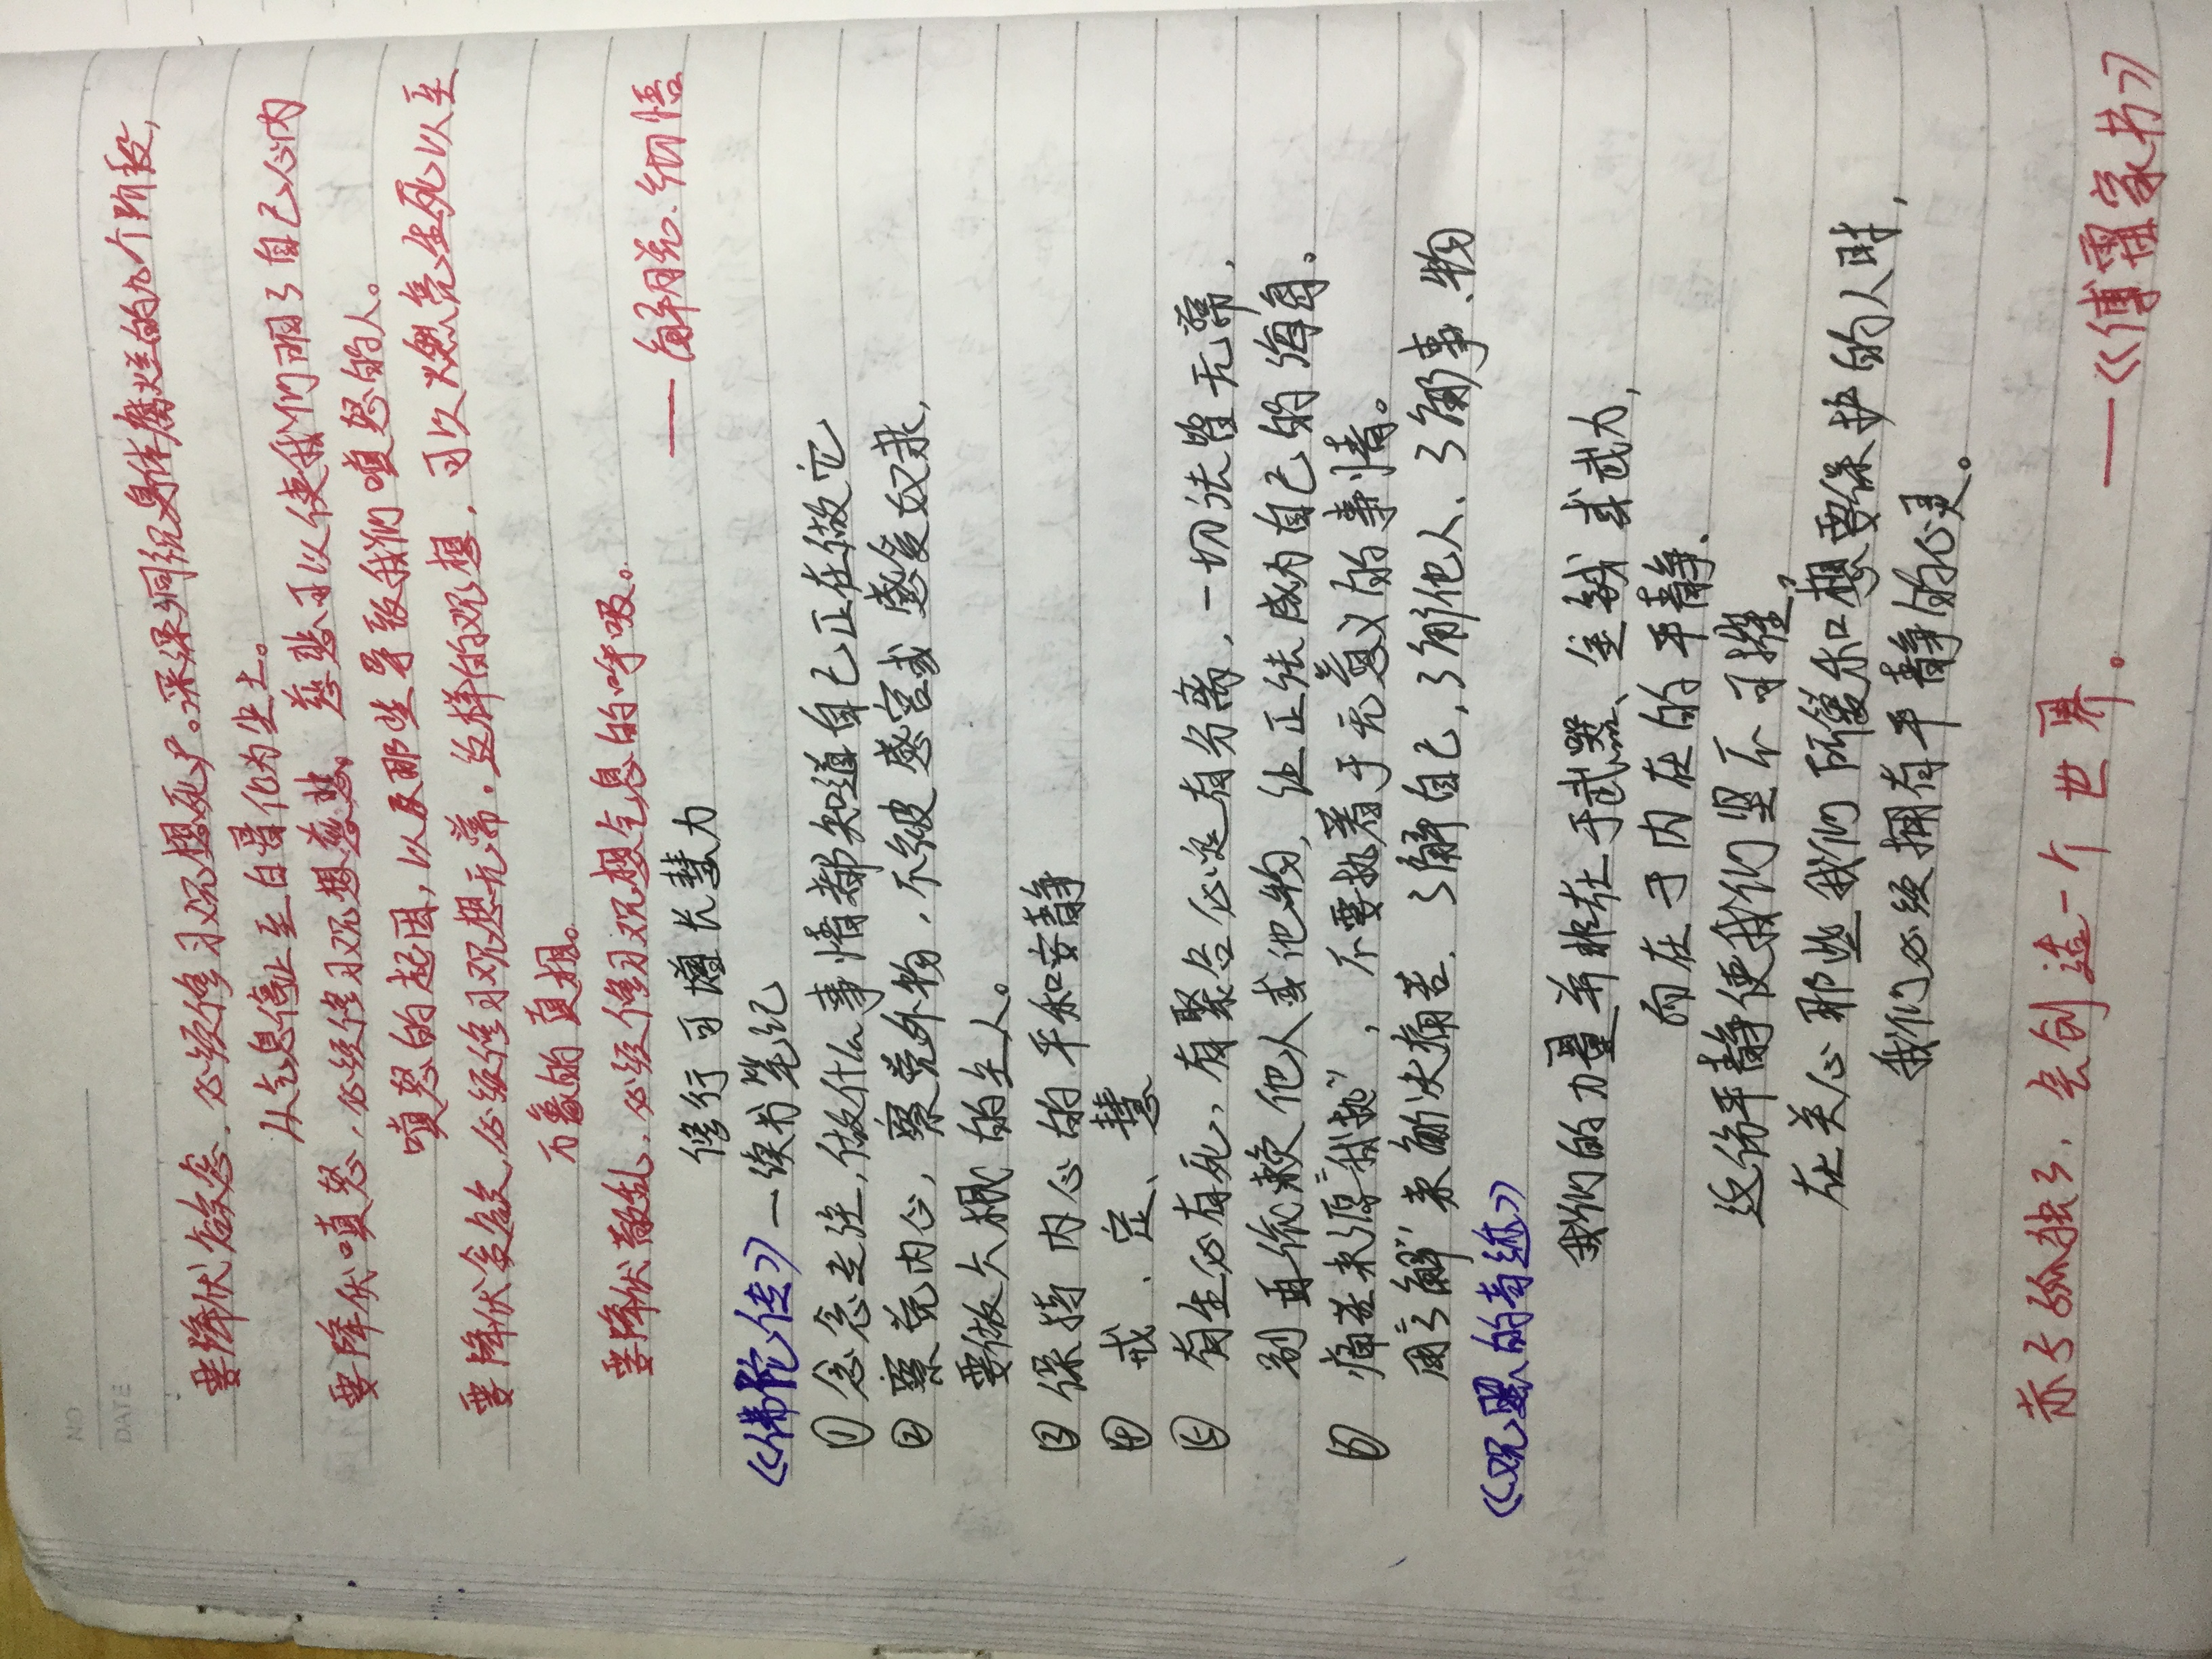 NO
DATE
要降伏欲念，必须修习观想死尸。深深洞视身体腐烂的九个阶段，
从气息停止至白骨化为尘土。
要降伏嗔怒，必须修习观想慈悲。慈悲可以使我们明了自己心内
嗔怒的起因，以及那些导致我们嗔怒的人。
要降伏贪欲，必须修习观想无常。这样的观想，可以燃亮生死以至
万象的真相。
要降伏散乱，必须修习观想气息的呼吸。
—— 解脱、彻悟
修行可增长慧力
《佛陀传》—读书笔记
① 念念专注，做什么事情都知道自己正在做它
② 察觉内心，察觉外物，不被感官或感受奴隶，
要做六根的主人。
③ 保持内心的平和安静
④ 戒、定、慧
⑤ 有生必有死，有聚合必定有分离，一切法皆无常，
别再依赖他人或他物，让正法成为自己的海岛。
⑥ 痛苦来源"我执"，不要执着于无意义的事情。
用"了解"来解决痛苦．了解自己，了解他人、了解事、物
《观照的奇迹》
我们的力量并非在于武器、金钱或武力，
而在于内在的平静．
这份平静使我们坚不可摧，
在关心那些我们所爱和想要保护的人时，
我们必须拥有平静的心灵。
赤子孤独了，会创造一个世界。
——《傅雷家书》